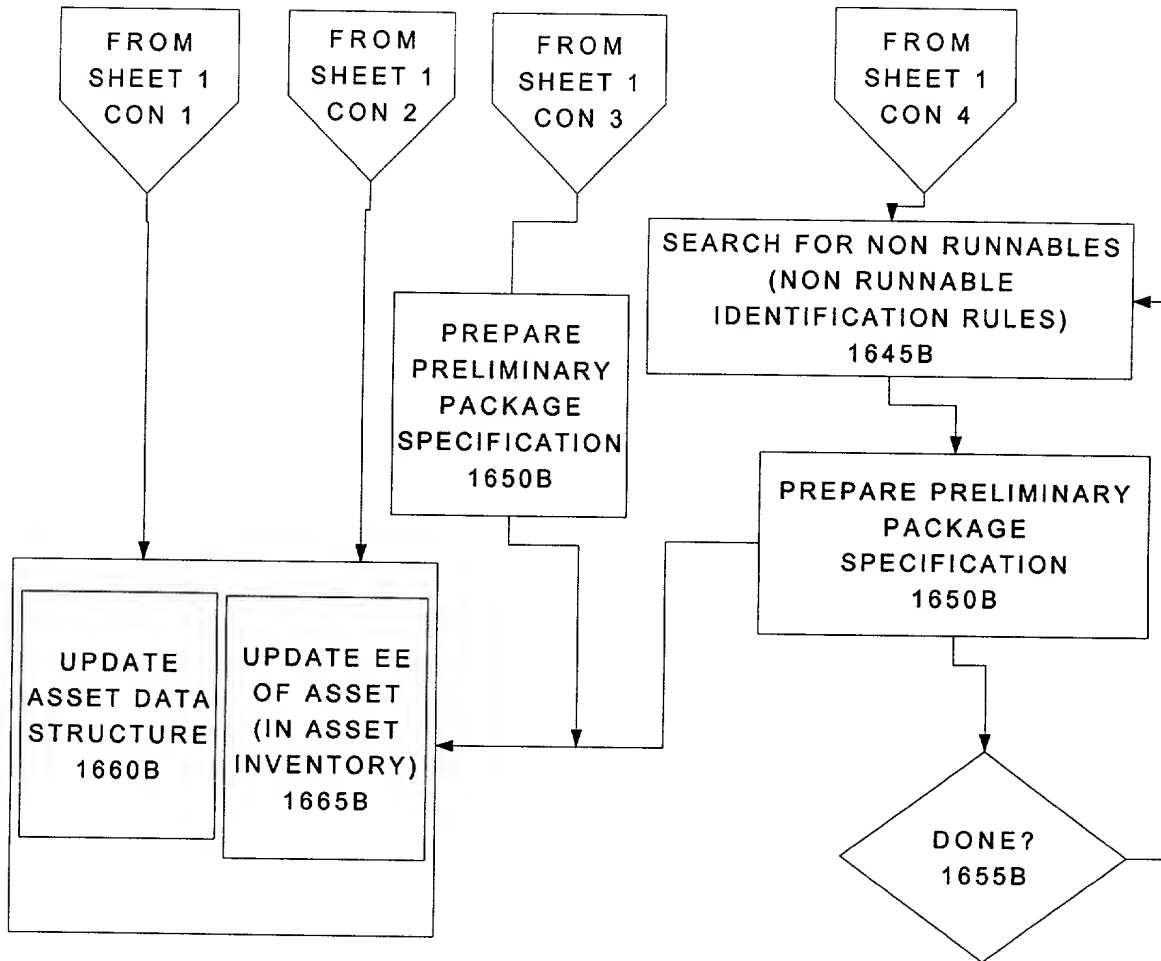 FROM
SHEET 1
CON 1
FROM
SHEET 1
CON 2
FROM
SHEET 1
CON 3
FROM
SHEET 1
CON 4
SEARCH FOR NON RUNNABLES
(NON RUNNABLE
IDENTIFICATION RULES)
1645B
PREPARE
PRELIMINARY
PACKAGE
SPECIFICATION
1650B
PREPARE PRELIMINARY
PACKAGE
SPECIFICATION
1650B
UPDATE
ASSET DATA
STRUCTURE
1660B
UPDATE EE
OF ASSET
(IN ASSET
INVENTORY)
1665B
DONE?
1655B